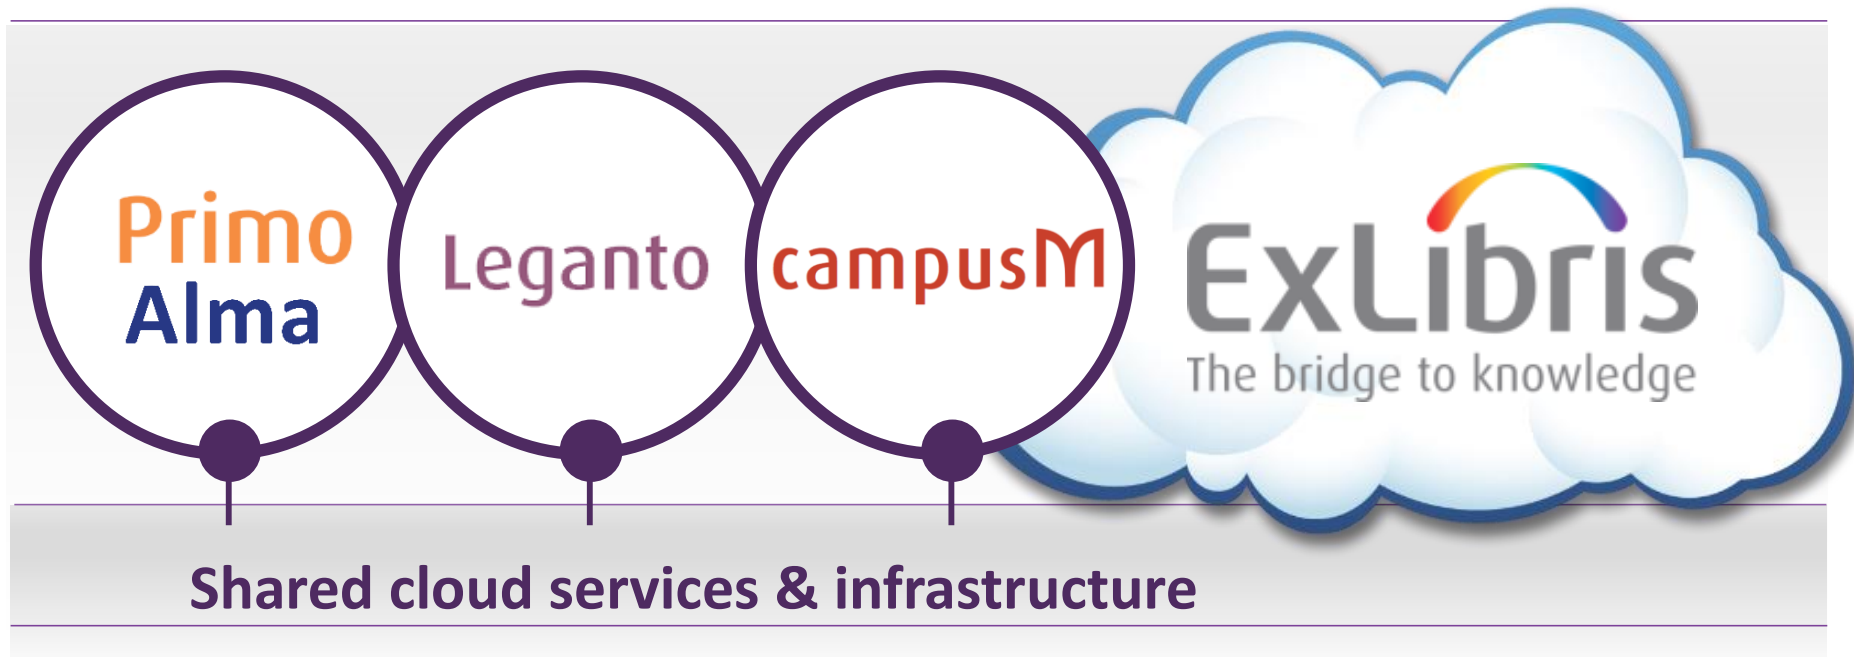 Primo
Alma
Leganto
campusM
ExLibris
The bridge to knowledge
Shared cloud services & infrastructure